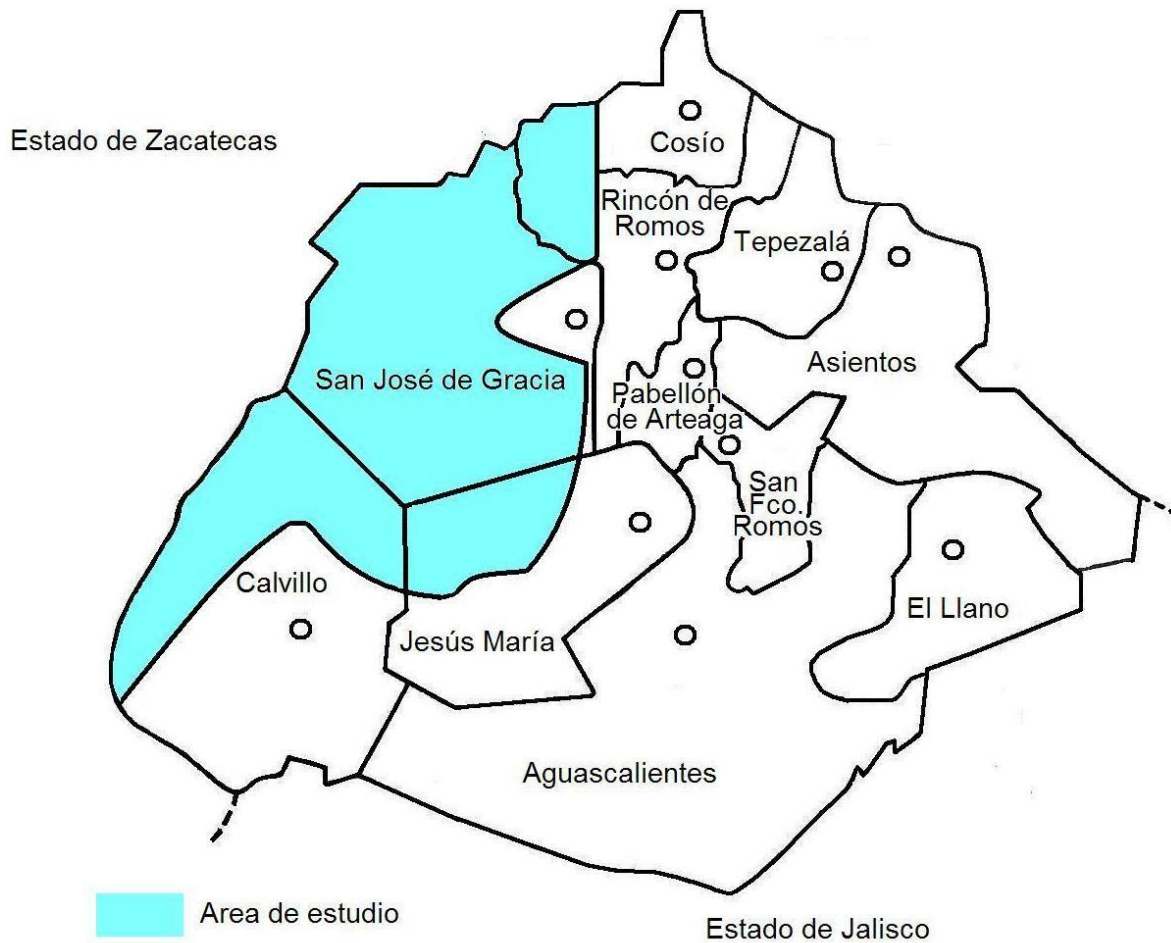 Estado de Zacatecas
Cosío
Rincón de
Romos
Tepezalá
Asientos
San José de Gracia
Pabellón
de Arteaga
San
Fco.
Romos
Calvillo
El Llano
Jesús María
Aguascalientes
Area de estudio
Estado de Jalisco